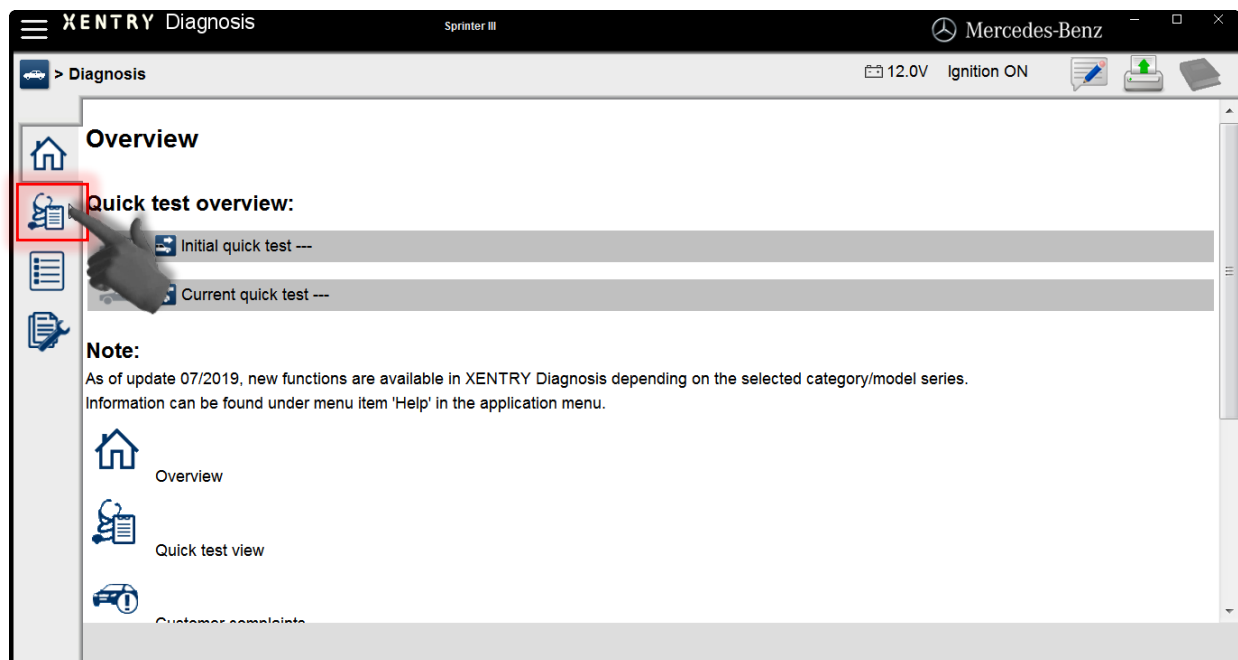 XENTRY Diagnosis
Sprinter III
Mercedes-Benz
> Diagnosis
12.0V Ignition ON
Overview
Quick test overview:
Initial quick test ---
Current quick test ---
Note:
As of update 07/2019, new functions are available in XENTRY Diagnosis depending on the selected category/model series.
Information can be found under menu item 'Help' in the application menu.
Overview
Quick test view
Customer complaints